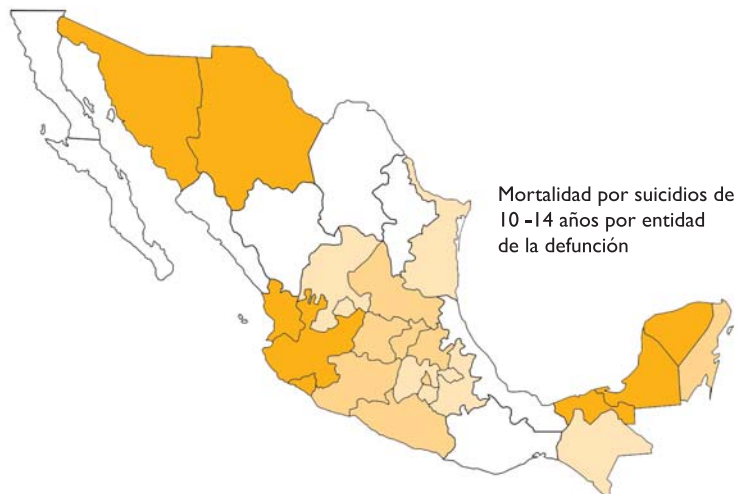 Mortalidad por suicidios de
10 -14 años por entidad
de la defunción